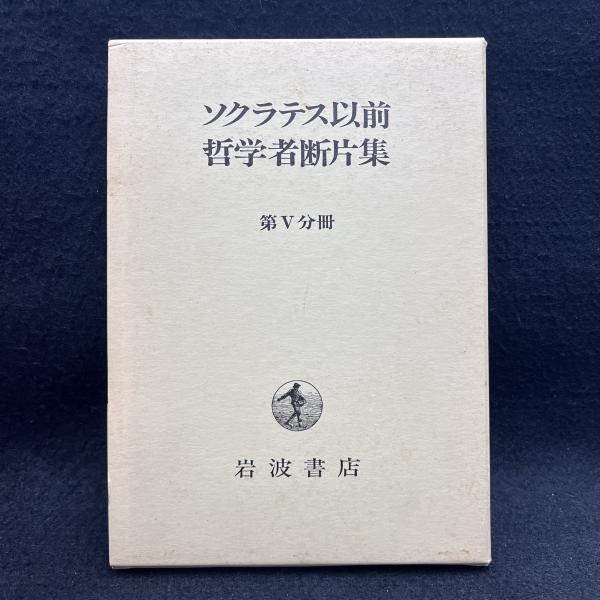 ソクラテス以前
哲学者断片集
第V分冊
岩波書店